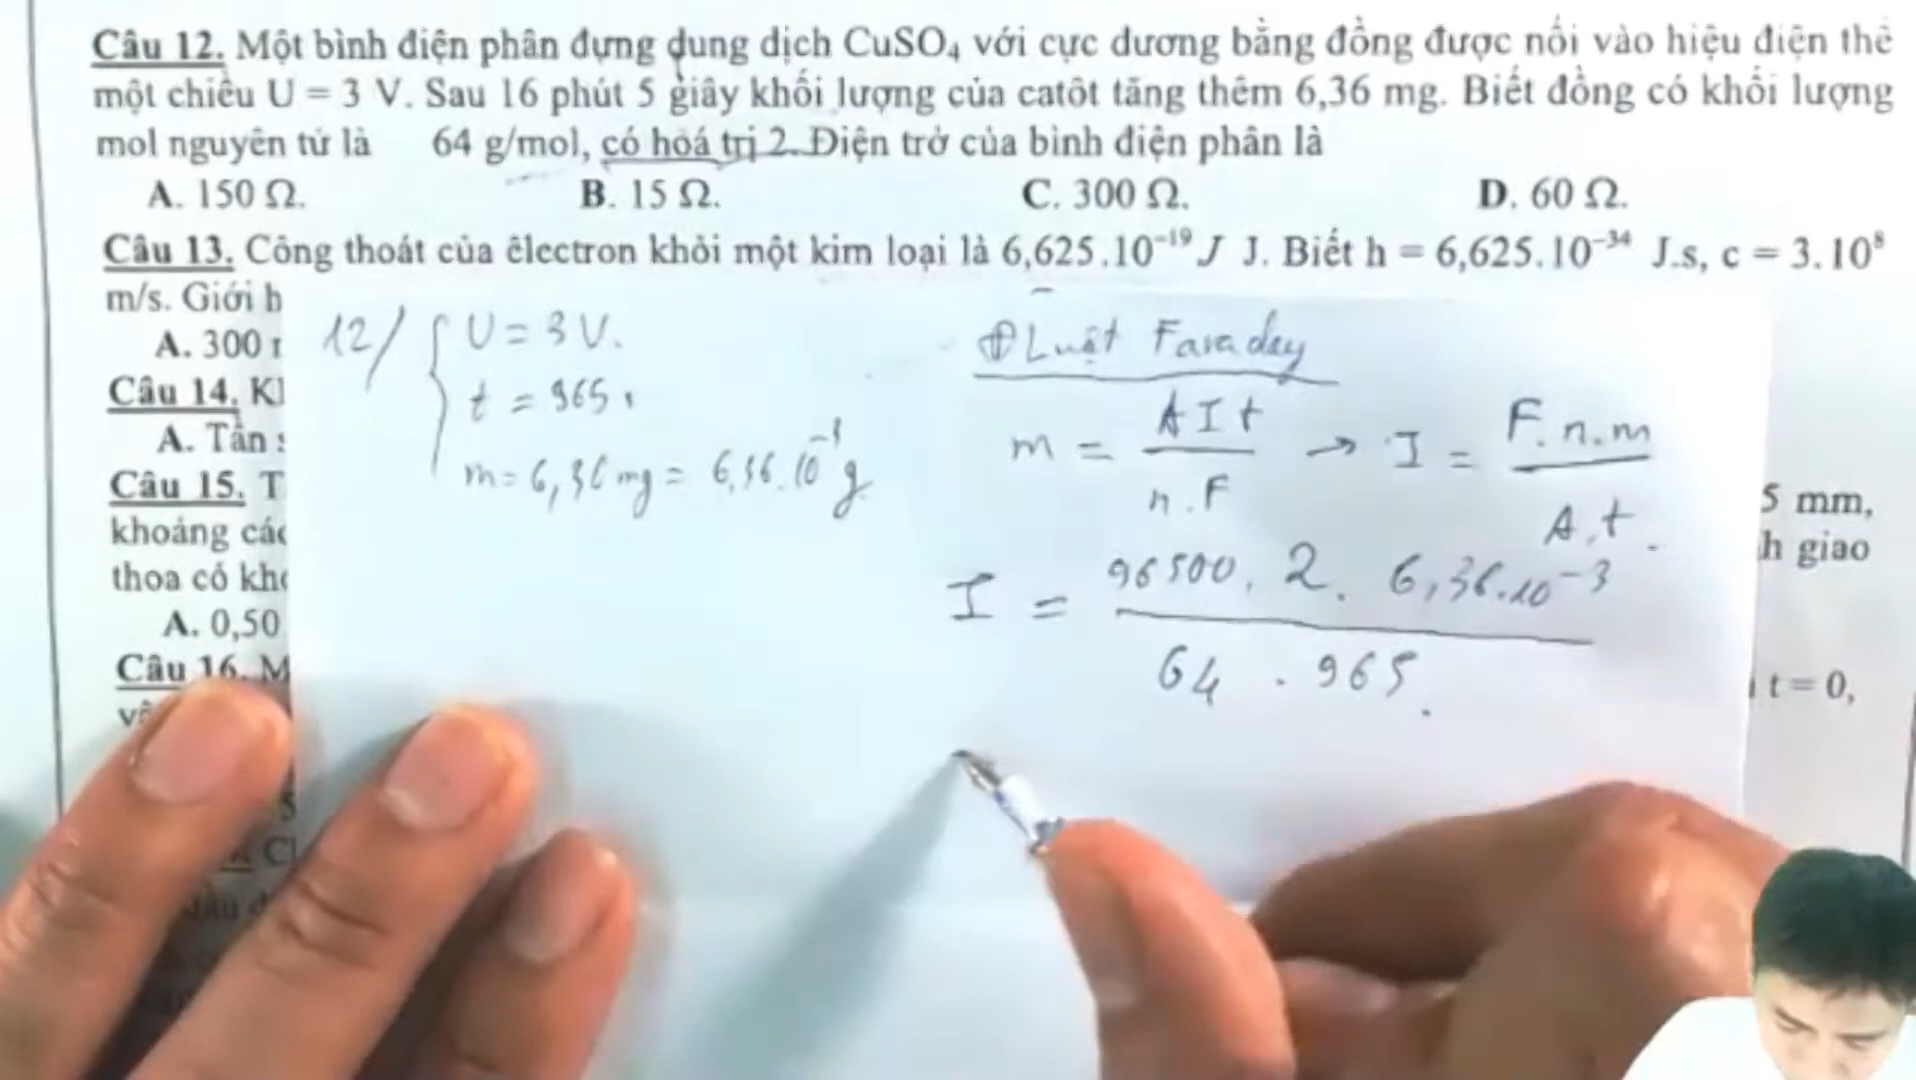 Câu 12. Một bình điện phân đựng dung dịch CuSO₄ với cực dương bằng đồng được nối vào hiệu điện thế
một chiều U = 3 V. Sau 16 phút 5 giây khối lượng của catôt tăng thêm 6,36 mg. Biết đồng có khối lượng
mol nguyên tử là 64 g/mol, có hoá trị 2. Điện trở của bình điện phân là
A. 150 Ω. B. 15 Ω. C. 300 Ω. D. 60 Ω.
Câu 13. Công thoát của êlectron khỏi một kim loại là 6,625.10⁻¹⁹ J J. Biết h = 6,625.10⁻³⁴ J.s, c = 3.10⁸
m/s. Giới h
A. 300
Câu 14. K
A. Tần
Câu 15. T 5 mm,
khoảng các h giao
thoa có kh
A. 0,50
Câu 16. M t = 0,
12/ U = 3V.
t = 965
m = 6,36 mg = 6,36.10⁻³ g
⊕ Luật Faraday
m = AIt / n.F → I = F.n.m / A.t.
I = 96500. 2. 6,36.10⁻³ / 64 . 965.